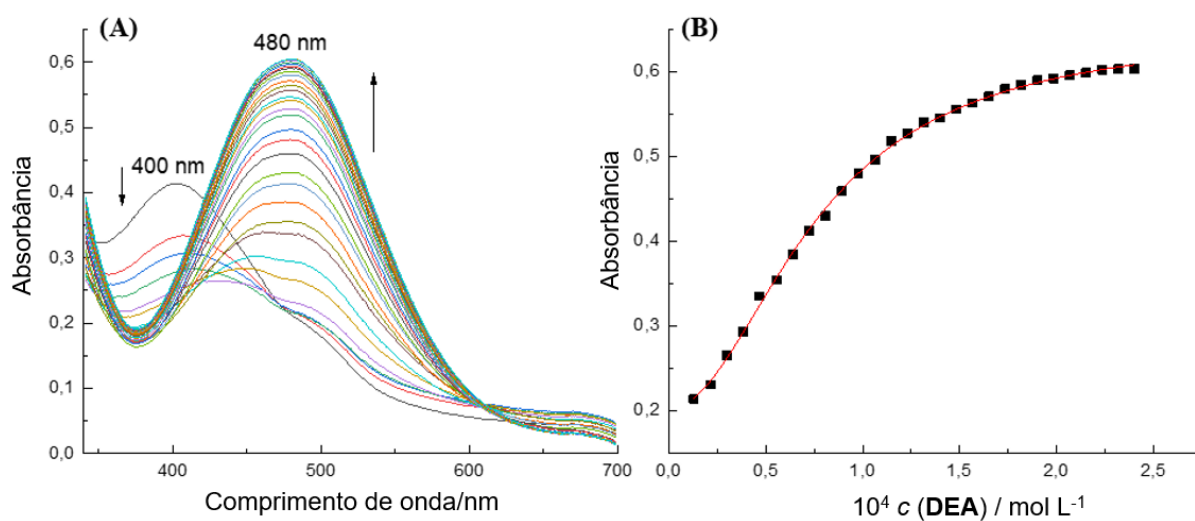 (A)
480 nm
400 nm
Absorbância
0,6
0,5
0,4
0,3
0,2
0,1
0,0
400
500
600
700
Comprimento de onda/nm
(B)
Absorbância
0,6
0,5
0,4
0,3
0,2
0,0
0,5
1,0
1,5
2,0
2,5
10⁴ c (DEA) / mol L⁻¹